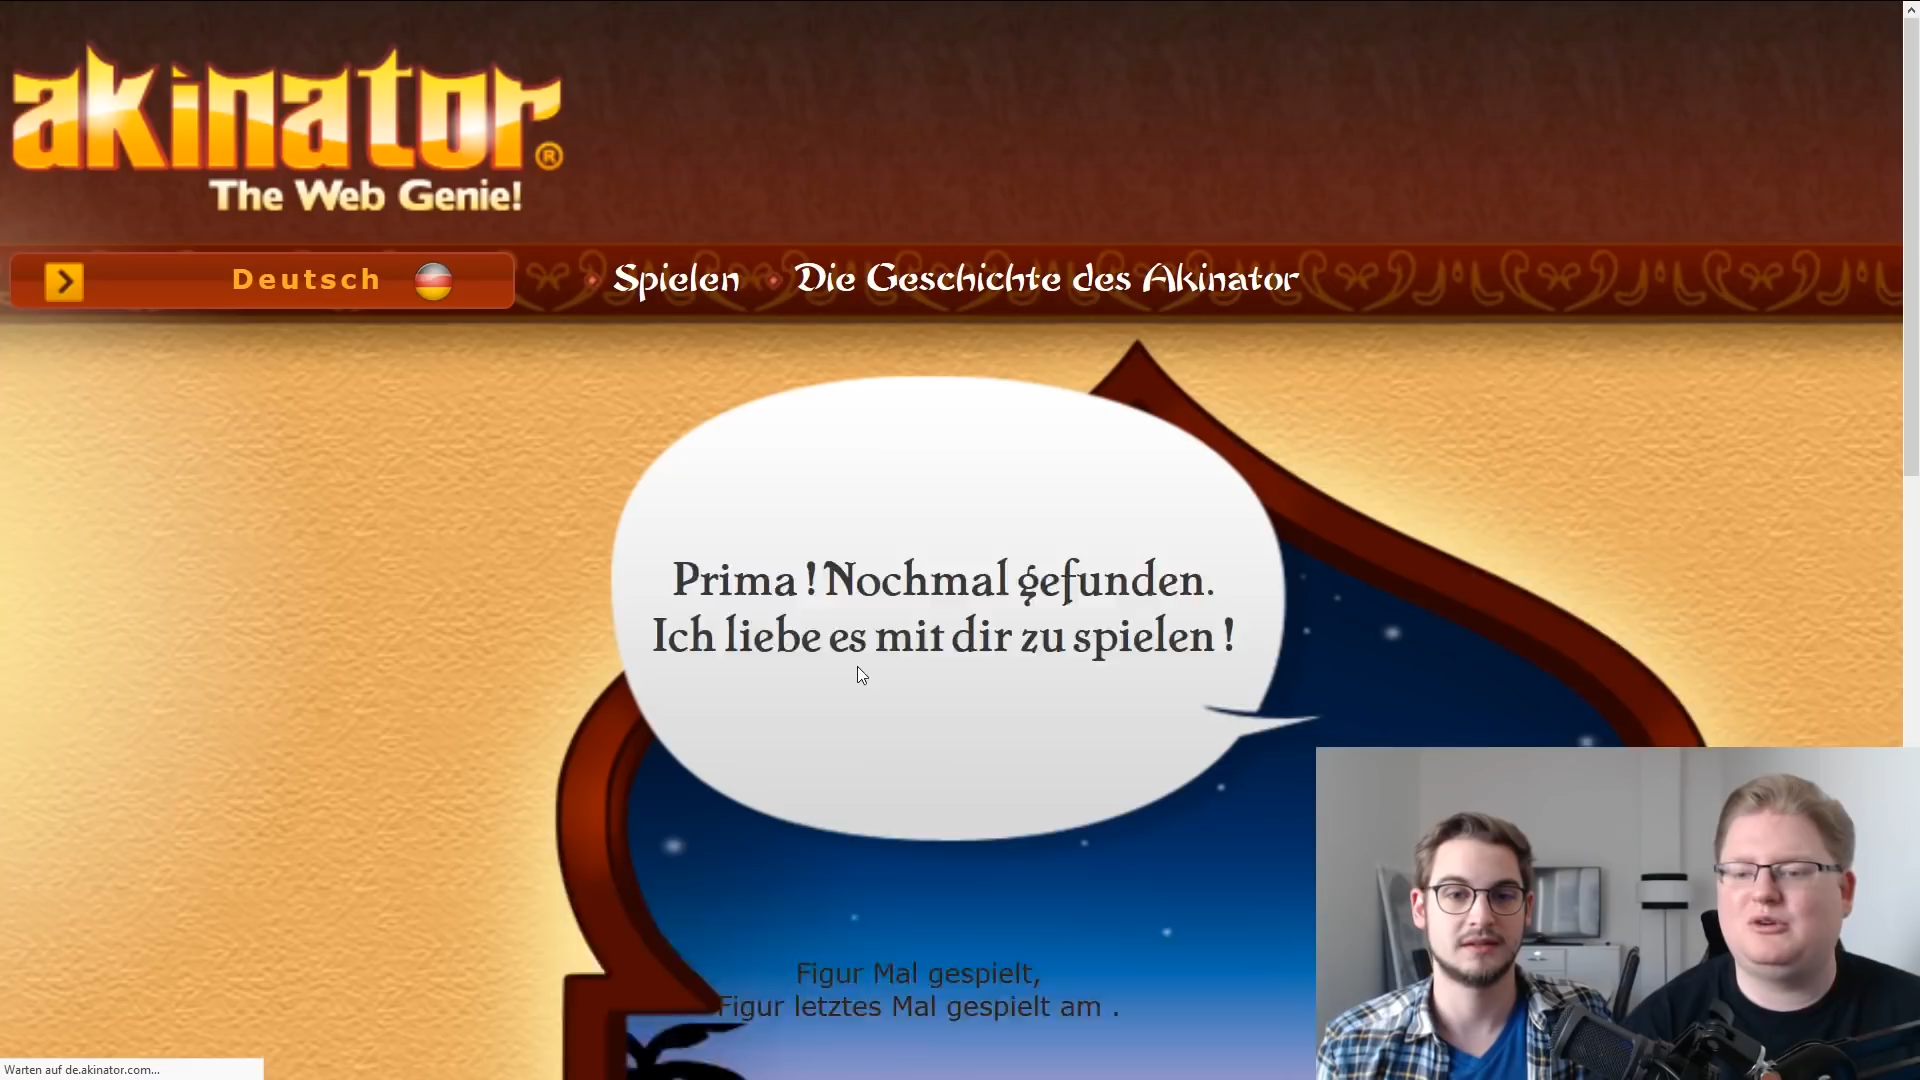 akinator®
The Web Genie!
Deutsch
Spielen
Die Geschichte des Akinator
Prima ! Nochmal gefunden.
Ich liebe es mit dir zu spielen !
Figur Mal gespielt,
Figur letztes Mal gespielt am .
Warten auf de.akinator.com...